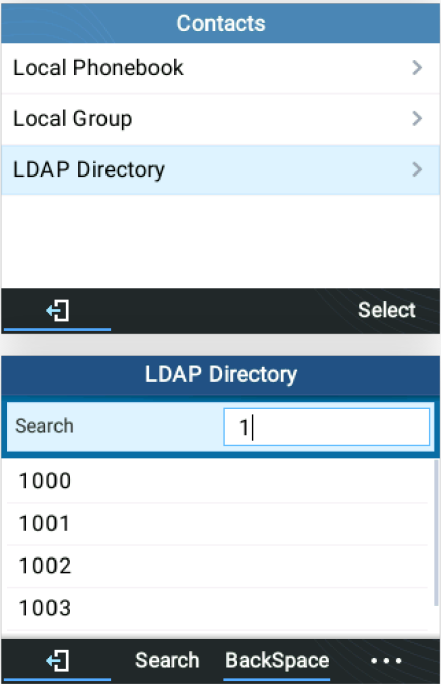 Contacts
Local Phonebook
Local Group
LDAP Directory
Select
LDAP Directory
Search 1
1000
1001
1002
1003
Search BackSpace •••